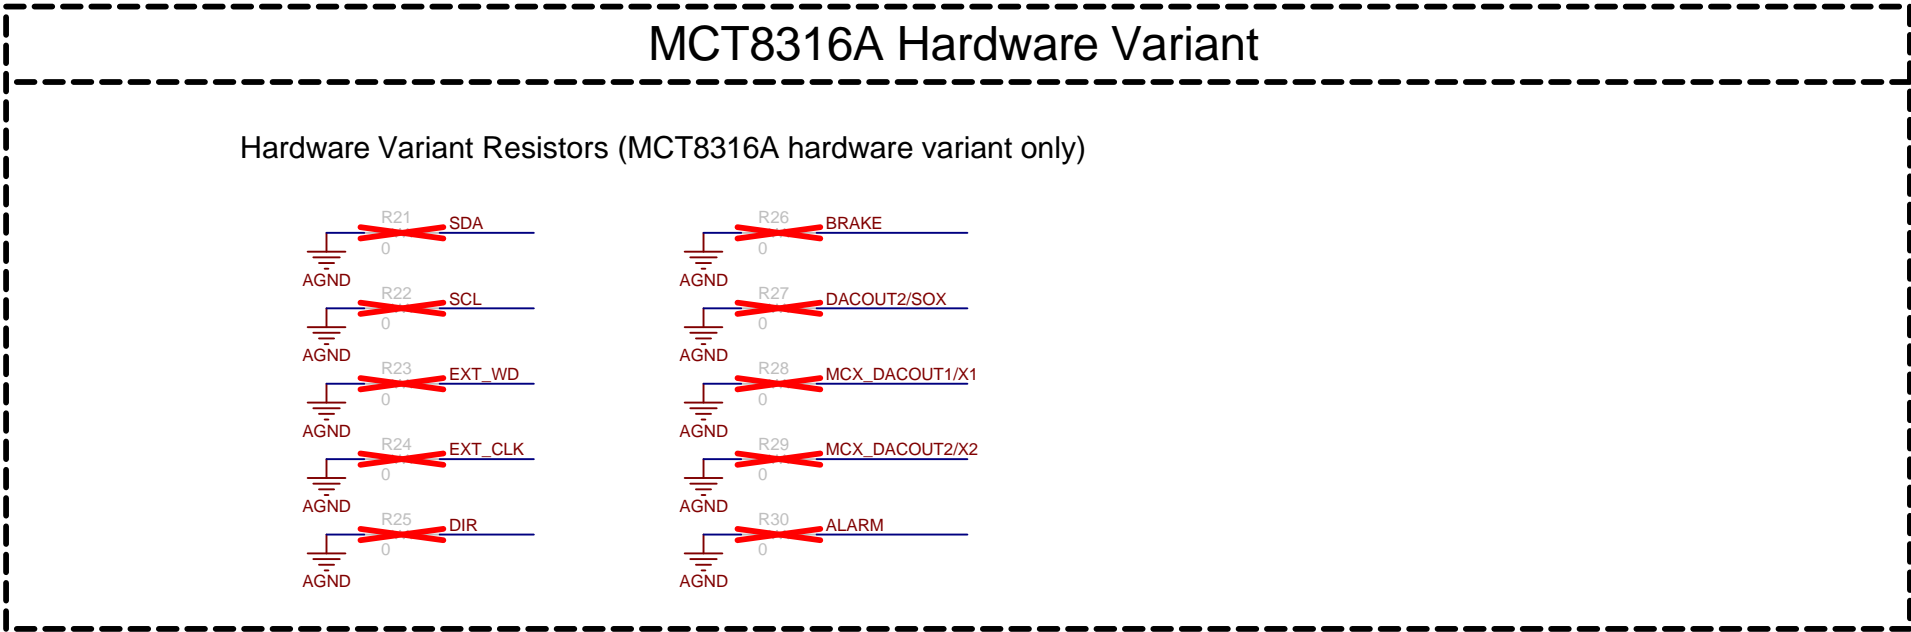 MCT8316A Hardware Variant
Hardware Variant Resistors (MCT8316A hardware variant only)
R21
SDA
0
AGND
R22
SCL
0
AGND
R23
EXT_WD
0
AGND
R24
EXT_CLK
0
AGND
R25
DIR
0
AGND
R26
BRAKE
0
AGND
R27
DACOUT2/SOX
0
AGND
R28
MCX_DACOUT1/X1
0
AGND
R29
MCX_DACOUT2/X2
0
AGND
R30
ALARM
0
AGND